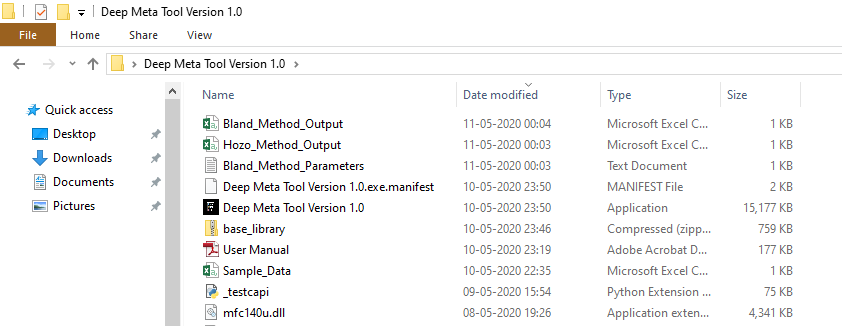 Deep Meta Tool Version 1.0
File Home Share View
Deep Meta Tool Version 1.0
Name Date modified Type Size
Quick access
Desktop
Downloads
Documents
Pictures
Bland_Method_Output 11-05-2020 00:04 Microsoft Excel C... 1 KB
Hozo_Method_Output 11-05-2020 00:03 Microsoft Excel C... 1 KB
Bland_Method_Parameters 11-05-2020 00:03 Text Document 1 KB
Deep Meta Tool Version 1.0.exe.manifest 10-05-2020 23:50 MANIFEST File 2 KB
Deep Meta Tool Version 1.0 10-05-2020 23:50 Application 15,177 KB
base_library 10-05-2020 23:46 Compressed (zipp... 759 KB
User Manual 10-05-2020 23:19 Adobe Acrobat D... 177 KB
Sample_Data 10-05-2020 22:35 Microsoft Excel C... 1 KB
_testcapi 09-05-2020 15:54 Python Extension ... 75 KB
mfc140u.dll 08-05-2020 19:26 Application exten... 4,341 KB